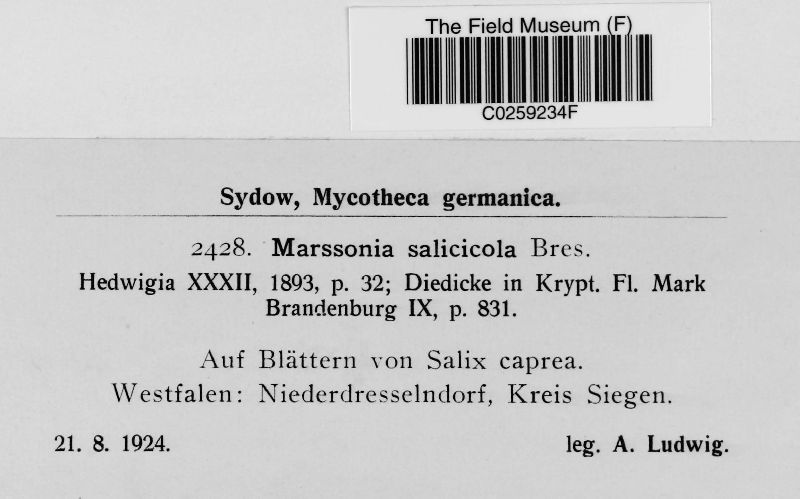 The Field Museum (F)
C0259234F
Sydow, Mycotheca germanica.
2428. Marssonia salicicola Bres.
Hedwigia XXXII, 1893, p. 32; Diedicke in Krypt. Fl. Mark
Brandenburg IX, p. 831.
Auf Blättern von Salix caprea.
Westfalen: Niederdresselndorf, Kreis Siegen.
21. 8. 1924. leg. A. Ludwig.